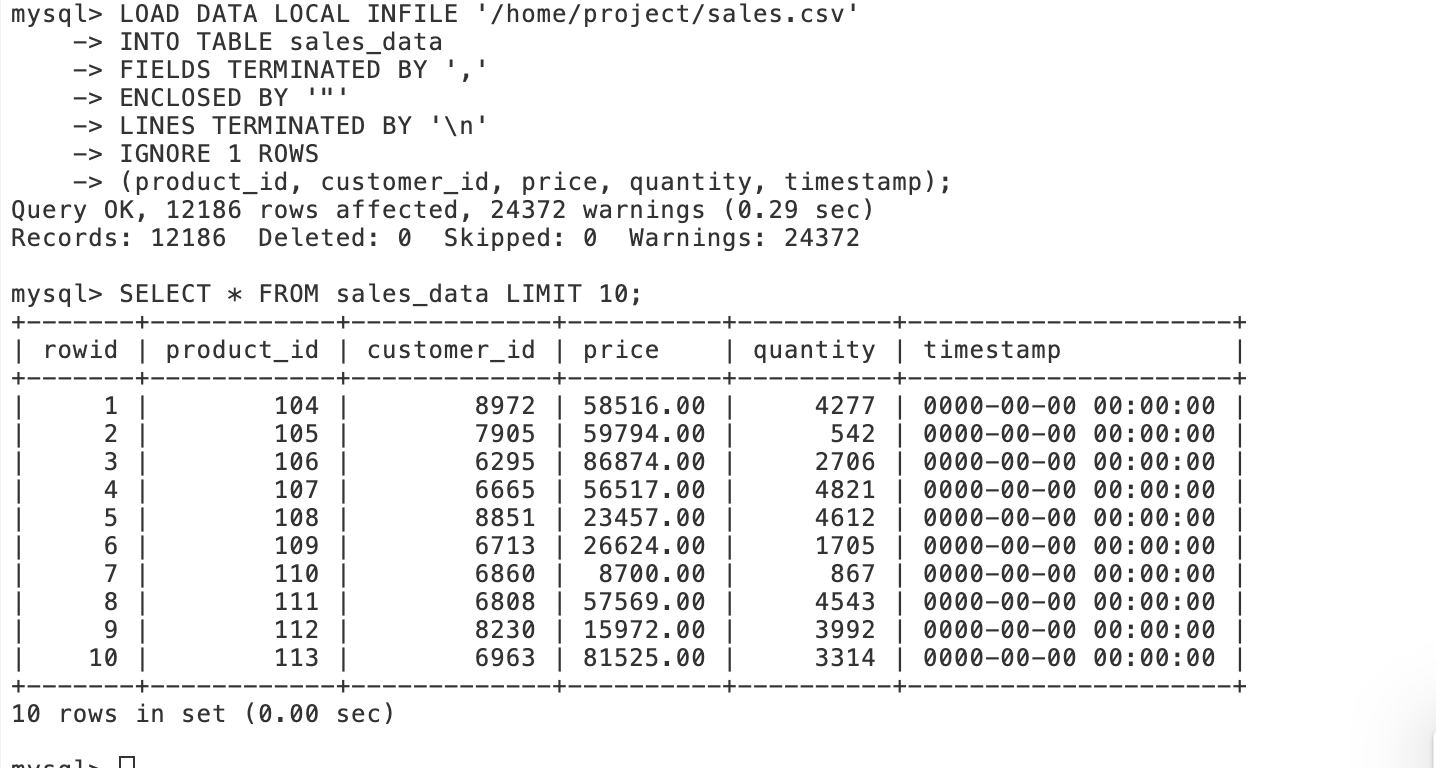 mysql> LOAD DATA LOCAL INFILE '/home/project/sales.csv'
    -> INTO TABLE sales_data
    -> FIELDS TERMINATED BY ','
    -> ENCLOSED BY '"'
    -> LINES TERMINATED BY '\n'
    -> IGNORE 1 ROWS
    -> (product_id, customer_id, price, quantity, timestamp);
Query OK, 12186 rows affected, 24372 warnings (0.29 sec)
Records: 12186  Deleted: 0  Skipped: 0  Warnings: 24372

mysql> SELECT * FROM sales_data LIMIT 10;
+-------+------------+-------------+----------+----------+---------------------+
| rowid | product_id | customer_id | price    | quantity | timestamp           |
+-------+------------+-------------+----------+----------+---------------------+
|     1 |        104 |        8972 | 58516.00 |     4277 | 0000-00-00 00:00:00 |
|     2 |        105 |        7905 | 59794.00 |      542 | 0000-00-00 00:00:00 |
|     3 |        106 |        6295 | 86874.00 |     2706 | 0000-00-00 00:00:00 |
|     4 |        107 |        6665 | 56517.00 |     4821 | 0000-00-00 00:00:00 |
|     5 |        108 |        8851 | 23457.00 |     4612 | 0000-00-00 00:00:00 |
|     6 |        109 |        6713 | 26624.00 |     1705 | 0000-00-00 00:00:00 |
|     7 |        110 |        6860 |  8700.00 |      867 | 0000-00-00 00:00:00 |
|     8 |        111 |        6808 | 57569.00 |     4543 | 0000-00-00 00:00:00 |
|     9 |        112 |        8230 | 15972.00 |     3992 | 0000-00-00 00:00:00 |
|    10 |        113 |        6963 | 81525.00 |     3314 | 0000-00-00 00:00:00 |
+-------+------------+-------------+----------+----------+---------------------+
10 rows in set (0.00 sec)

mysql>